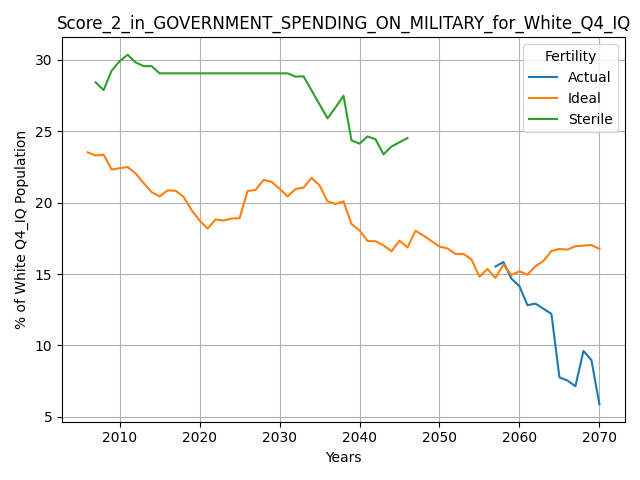 Score_2_in_GOVERNMENT_SPENDING_ON_MILITARY_for_White_Q4_IQ
Fertility
Actual
Ideal
Sterile
% of White Q4_IQ Population
30
25
20
15
10
5
2010 2020 2030 2040 2050 2060 2070
Years